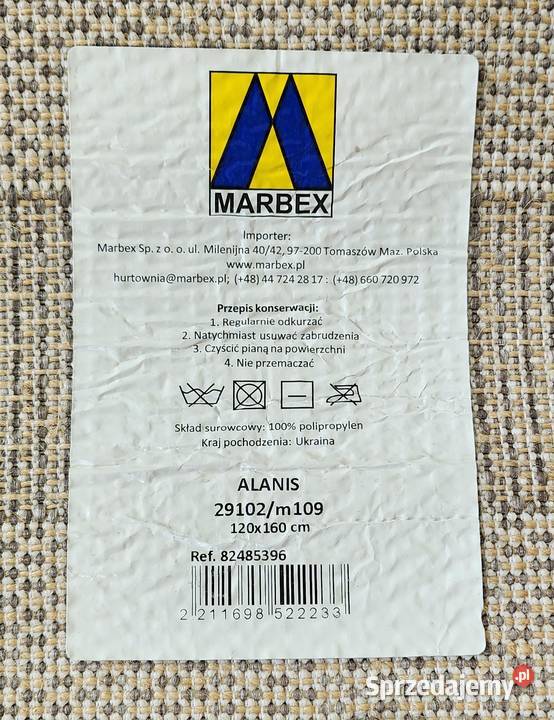 MARBEX
Importer:
Marbex Sp. z o. o. ul. Milenijna 40/42, 97-200 Tomaszów Maz. Polska
www.marbex.pl
hurtownia@marbex.pl; (+48) 44 724 28 17 : (+48) 660 720 972
Przepis konserwacji:
1. Regularnie odkurzać
2. Natychmiast usuwać zabrudzenia
3. Czyścić pianą na powierzchni
4. Nie przemaczać
Skład surowcowy: 100% polipropylen
Kraj pochodzenia: Ukraina
ALANIS
29102/m109
120x160 cm
Ref. 82485396
2 211698 522233
Sprzedajemy.pl